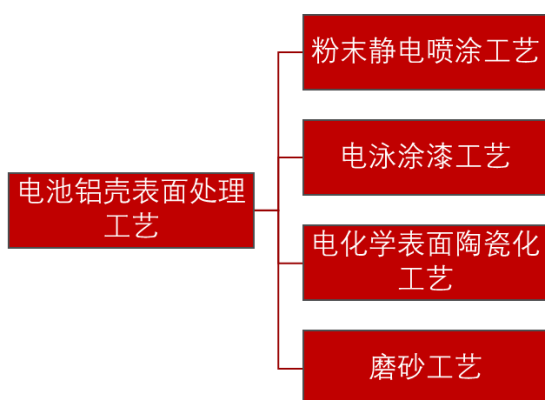 粉末静电喷涂工艺
电泳涂漆工艺
电池铝壳表面处理
工艺
电化学表面陶瓷化
工艺
磨砂工艺